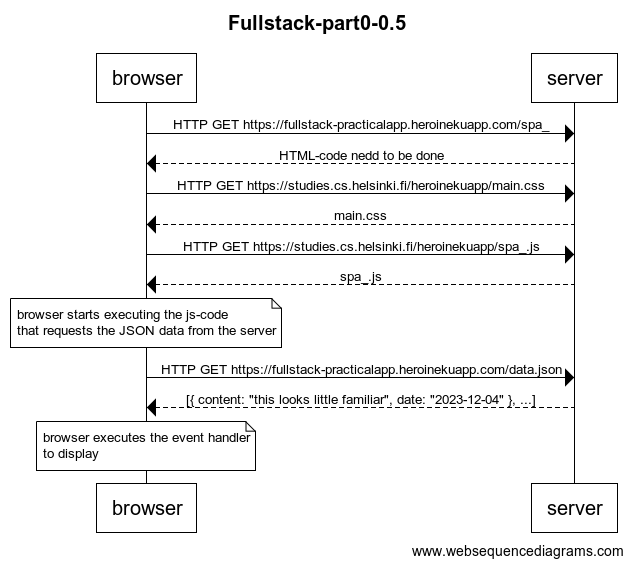 Fullstack-part0-0.5
browser
server
HTTP GET https://fullstack-practicalapp.heroinekuapp.com/spa_
HTML-code nedd to be done
HTTP GET https://studies.cs.helsinki.fi/heroinekuapp/main.css
main.css
HTTP GET https://studies.cs.helsinki.fi/heroinekuapp/spa_.js
spa_.js
browser starts executing the js-code
that requests the JSON data from the server
HTTP GET https://fullstack-practicalapp.heroinekuapp.com/data.json
[{ content: "this looks little familiar", date: "2023-12-04" }, ...]
browser executes the event handler
to display
browser
server
www.websequencediagrams.com